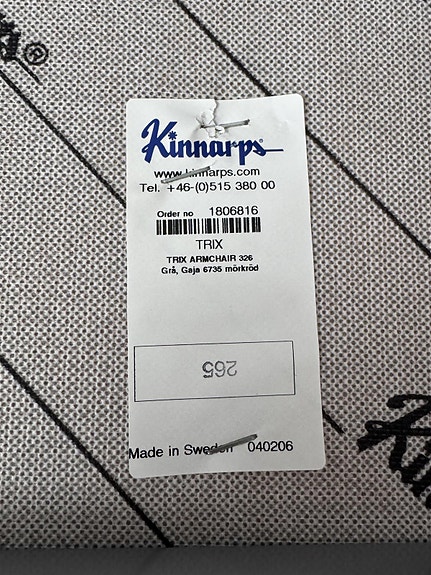 Kinnarps
www.kinnarps.com
Tel. +46-(0)515 380 00
Order no 1806816
TRIX
TRIX ARMCHAIR 326
Grå, Gaja 6735 mörkröd
265
Made in Sweden 040206